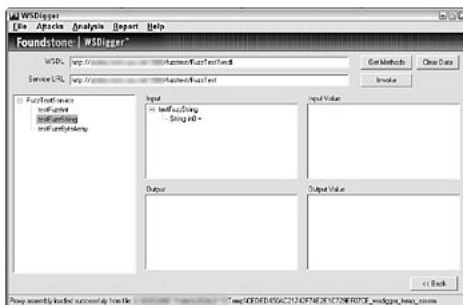 WSDigger
File Attacks Analysis Report Help
Foundstone | WSDigger™
WSDL http:// /fuzztest/FuzzTest?wsdl Get Methods Clear Data
Service URL http:// /fuzztest/FuzzTest Invoke
FuzzTestService
testFuzzInt
testFuzzString
testFuzzByteArray
Input
testFuzzString
String in0 =
Input Value
Output
Output Value
<< Back
Proxy assembly loaded successfully from file: